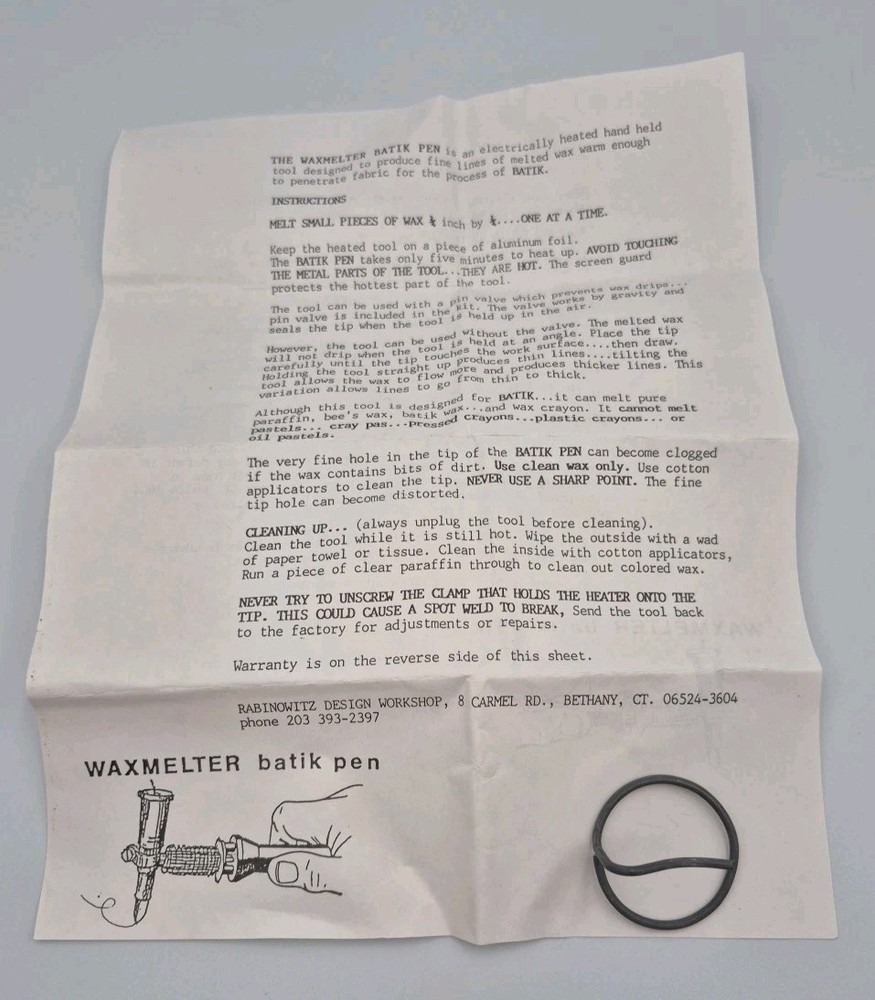 THE WAXMELTER BATIK PEN is an electrically heated hand held
tool designed to produce fine lines of melted wax warm enough
to penetrate fabric for the process of BATIK.
INSTRUCTIONS
MELT SMALL PIECES OF WAX ¼ inch by ¼....ONE AT A TIME.
Keep the heated tool on a piece of aluminum foil.
The BATIK PEN takes only five minutes to heat up. AVOID TOUCHING
THE METAL PARTS OF THE TOOL...THEY ARE HOT. The screen guard
protects the hottest part of the tool.
The tool can be used with a pin valve which prevents wax drips...
pin valve is included in the kit. The valve works by gravity and
seals the tip when the tool is held up in the air.
However, the tool can be used without the valve. The melted wax
will not drip when the tool is held at an angle. Place the tip
carefully until the tip touches the work surface....then draw.
Holding the tool straight up produces thin lines....tilting the
tool allows the wax to flow more and produces thicker lines. This
variation allows lines to go from thin to thick.
Although this tool is designed for BATIK...it can melt pure
paraffin, bee's wax, batik wax...and wax crayon. It cannot melt
pastels... cray pas...pressed crayons...plastic crayons... or
oil pastels.
The very fine hole in the tip of the BATIK PEN can become clogged
if the wax contains bits of dirt. Use clean wax only. Use cotton
applicators to clean the tip. NEVER USE A SHARP POINT. The fine
tip hole can become distorted.
CLEANING UP... (always unplug the tool before cleaning).
Clean the tool while it is still hot. Wipe the outside with a wad
of paper towel or tissue. Clean the inside with cotton applicators,
Run a piece of clear paraffin through to clean out colored wax.
NEVER TRY TO UNSCREW THE CLAMP THAT HOLDS THE HEATER ONTO THE
TIP. THIS COULD CAUSE A SPOT WELD TO BREAK, Send the tool back
to the factory for adjustments or repairs.
Warranty is on the reverse side of this sheet.
RABINOWITZ DESIGN WORKSHOP, 8 CARMEL RD., BETHANY, CT. 06524-3604
phone 203 393-2397
WAXMELTER batik pen